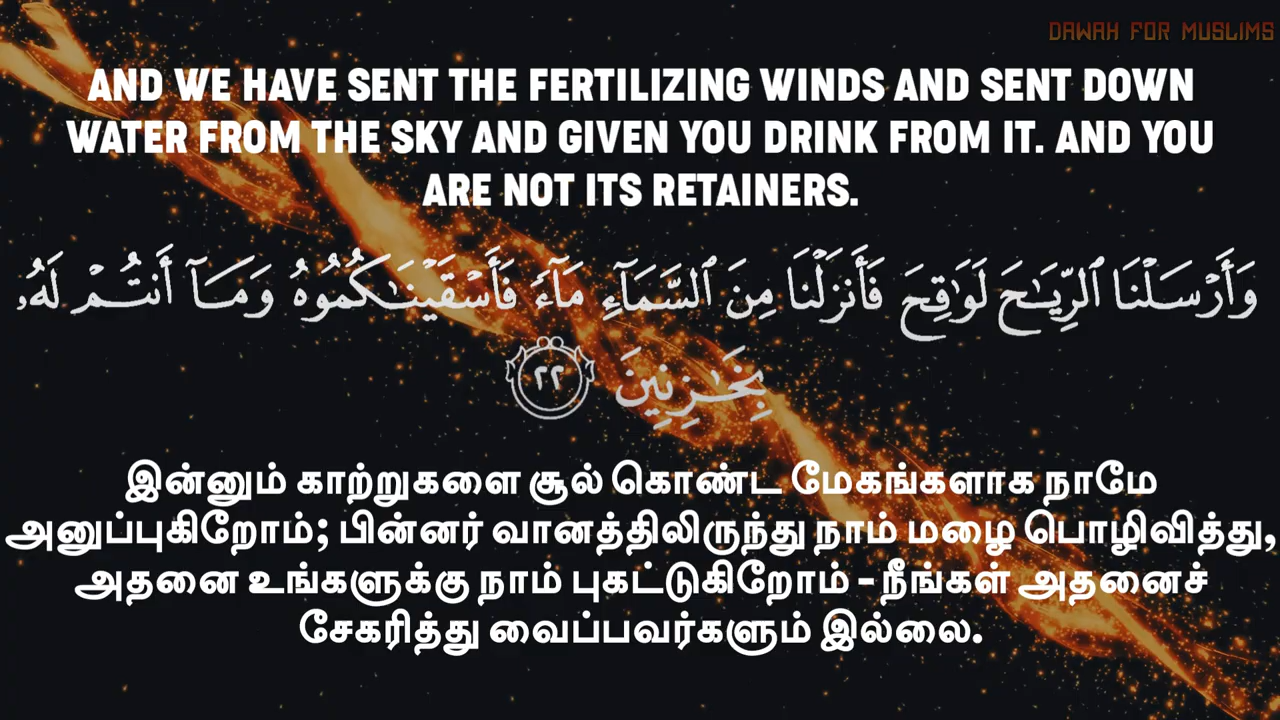 DAWAH FOR MUSLIMS
AND WE HAVE SENT THE FERTILIZING WINDS AND SENT DOWN
WATER FROM THE SKY AND GIVEN YOU DRINK FROM IT. AND YOU
ARE NOT ITS RETAINERS.
وَأَرْسَلْنَا ٱلرِّيَـٰحَ لَوَٰقِحَ فَأَنزَلْنَا مِنَ ٱلسَّمَآءِ مَآءً فَأَسْقَيْنَـٰكُمُوهُ وَمَآ أَنتُمْ لَهُۥ
بِخَـٰزِنِينَ ٢٢
இன்னும் காற்றுகளை சூல் கொண்ட மேகங்களாக நாமே
அனுப்புகிறோம்; பின்னர் வானத்திலிருந்து நாம் மழை பொழிவித்து,
அதனை உங்களுக்கு நாம் புகட்டுகிறோம் - நீங்கள் அதனைச்
சேகரித்து வைப்பவர்களும் இல்லை.